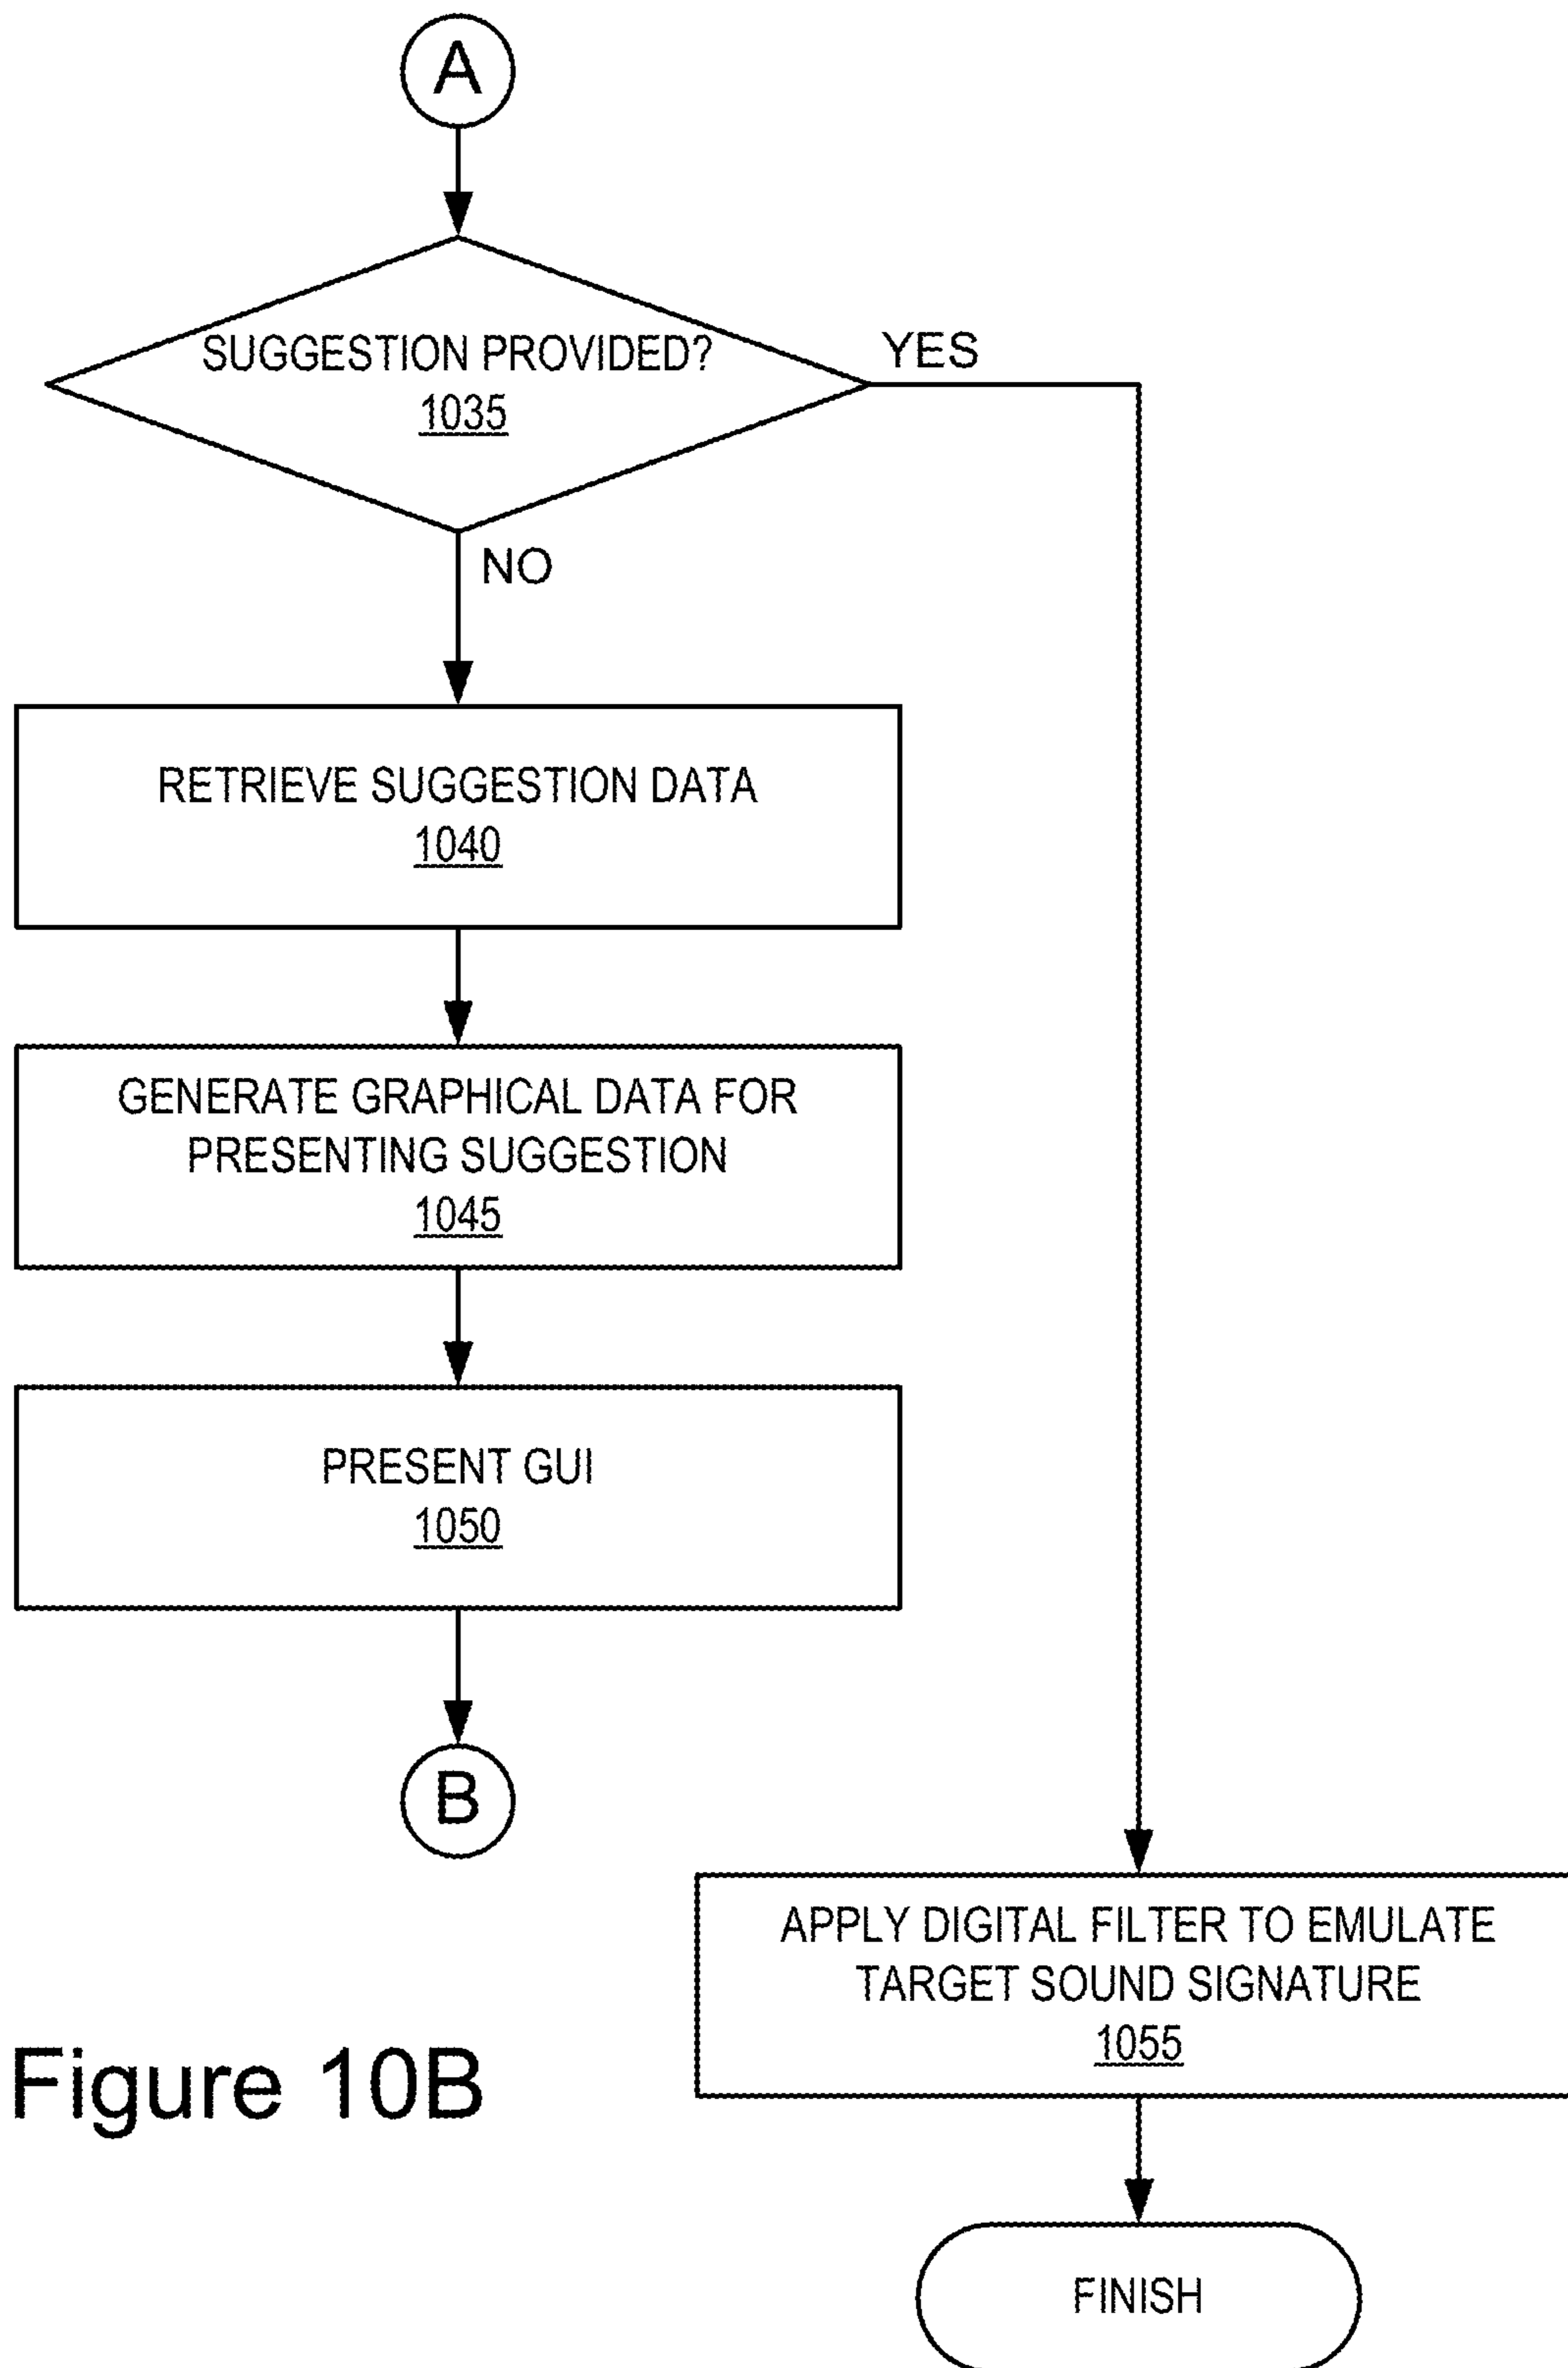 A
SUGGESTION PROVIDED?
1035
YES
NO
RETRIEVE SUGGESTION DATA
1040
GENERATE GRAPHICAL DATA FOR
PRESENTING SUGGESTION
1045
PRESENT GUI
1050
B
APPLY DIGITAL FILTER TO EMULATE
TARGET SOUND SIGNATURE
1055
Figure 10B
FINISH